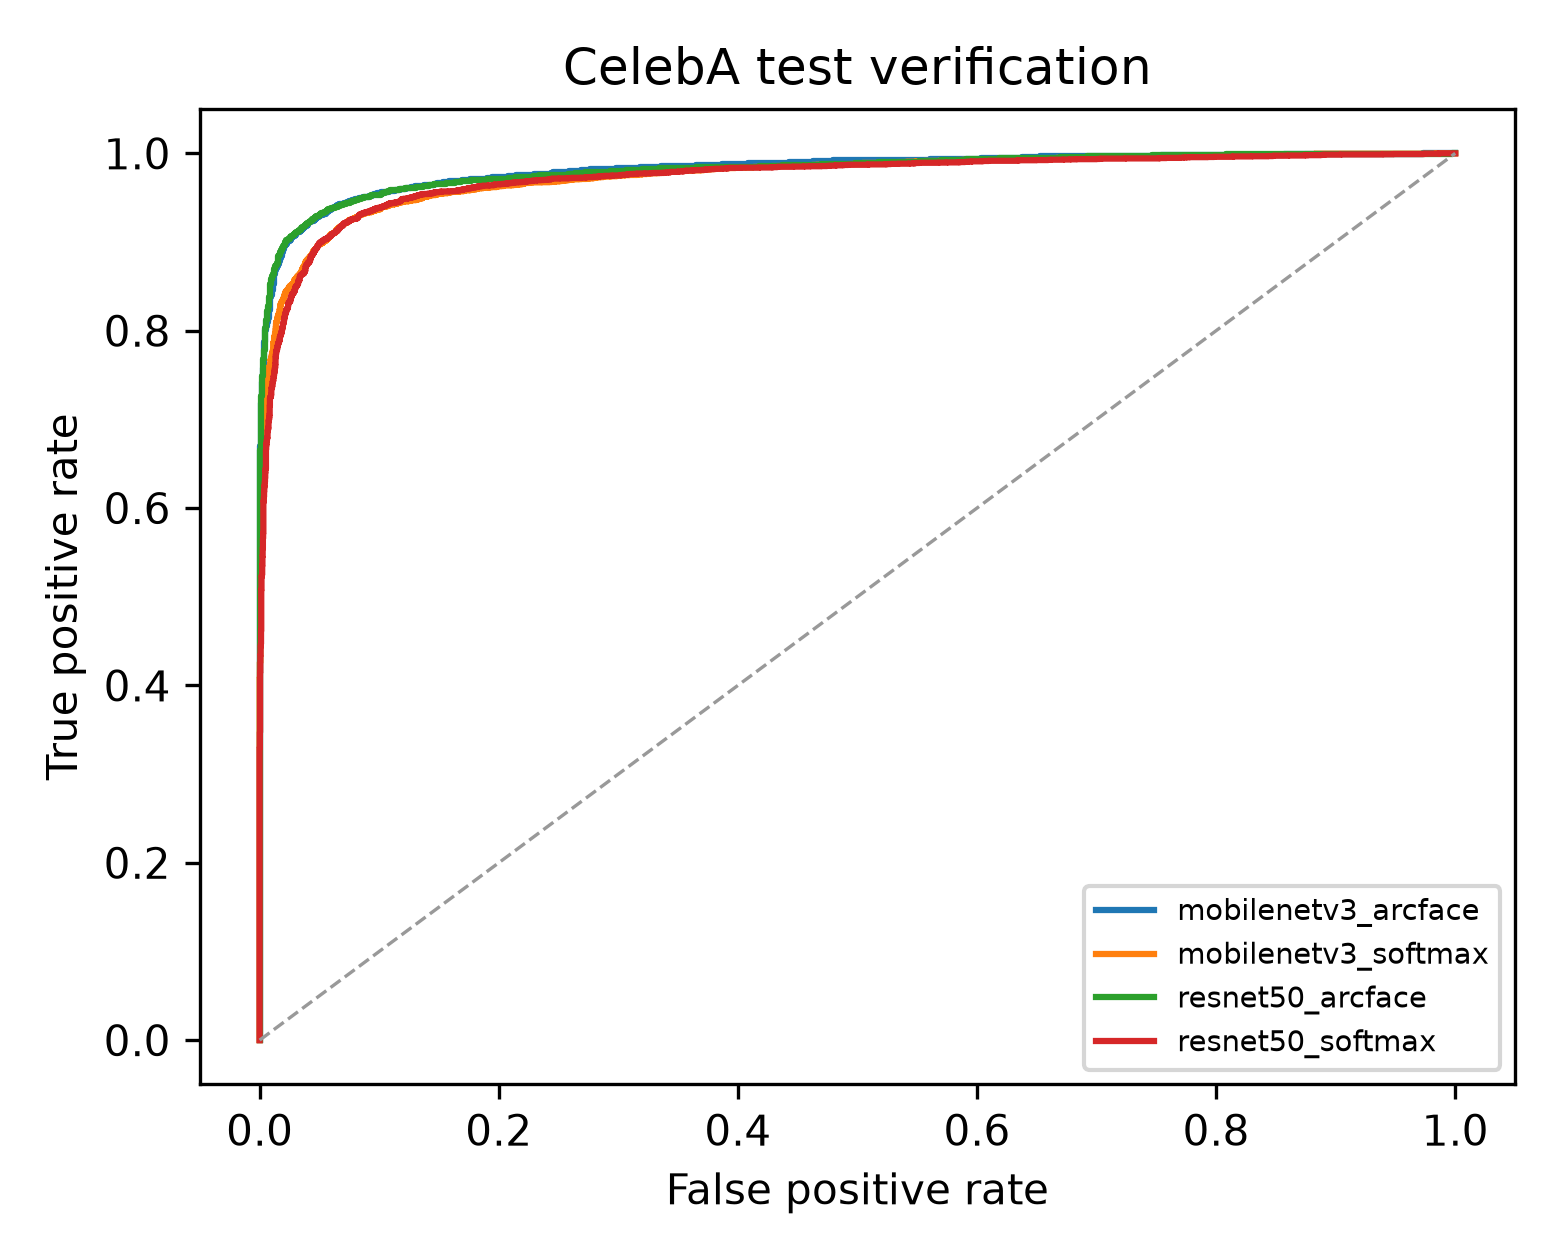 CelebA test verification
True positive rate
1.0
0.8
0.6
0.4
0.2
0.0
mobilenetv3_arcface
mobilenetv3_softmax
resnet50_arcface
resnet50_softmax
0.0 0.2 0.4 0.6 0.8 1.0
False positive rate